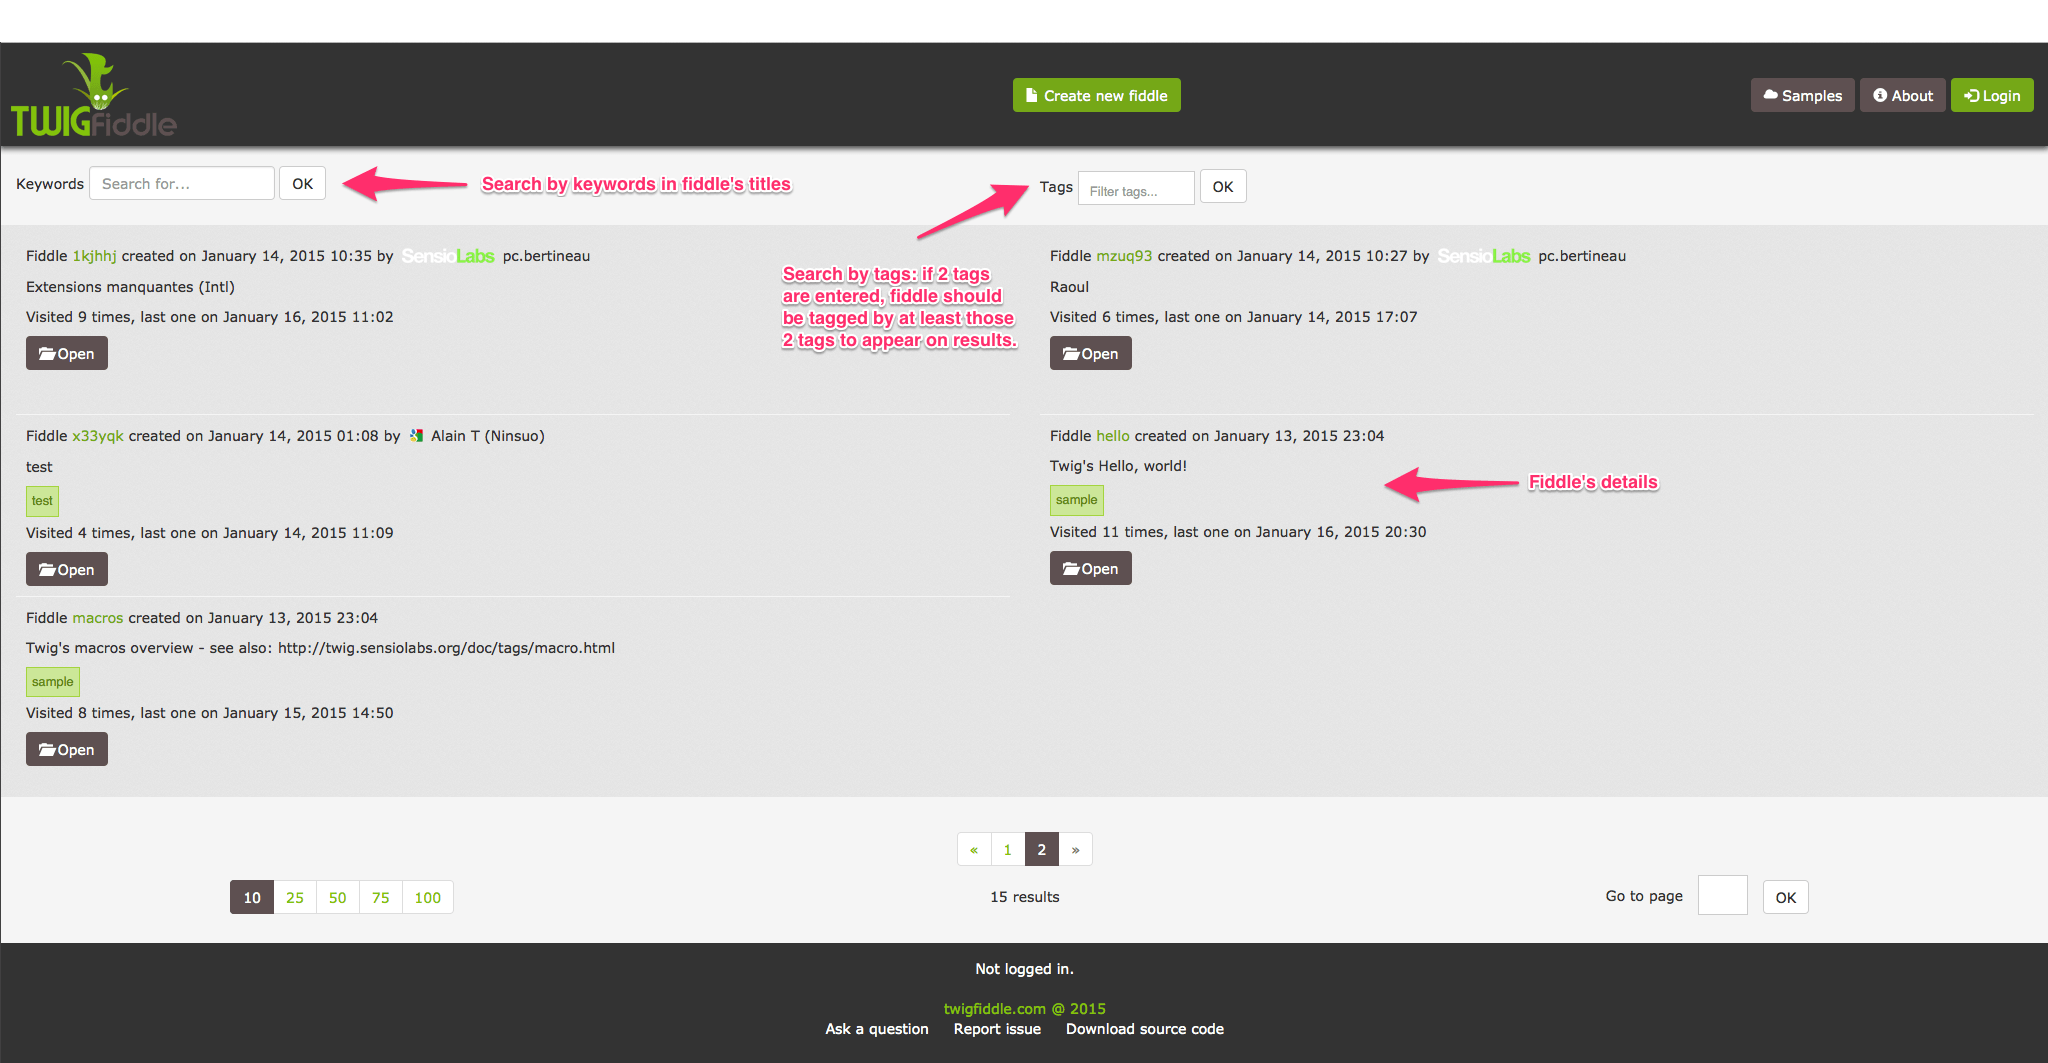 TWIGfiddle
Create new fiddle
Samples
About
Login
Keywords
Search for...
OK
Search by keywords in fiddle's titles
Tags
Filter tags...
OK
Search by tags: if 2 tags
are entered, fiddle should
be tagged by at least those
2 tags to appear on results.
Fiddle 1kjhhj created on January 14, 2015 10:35 by SensioLabs pc.bertineau
Extensions manquantes (Intl)
Visited 9 times, last one on January 16, 2015 11:02
Open
Fiddle mzuq93 created on January 14, 2015 10:27 by SensioLabs pc.bertineau
Raoul
Visited 6 times, last one on January 14, 2015 17:07
Open
Fiddle x33yqk created on January 14, 2015 01:08 by Alain T (Ninsuo)
test
test
Visited 4 times, last one on January 14, 2015 11:09
Open
Fiddle hello created on January 13, 2015 23:04
Twig's Hello, world!
sample
Visited 11 times, last one on January 16, 2015 20:30
Open
Fiddle's details
Fiddle macros created on January 13, 2015 23:04
Twig's macros overview - see also: http://twig.sensiolabs.org/doc/tags/macro.html
sample
Visited 8 times, last one on January 15, 2015 14:50
Open
« 1 2 »
10 25 50 75 100
15 results
Go to page
OK
Not logged in.
twigfiddle.com @ 2015
Ask a question Report issue Download source code